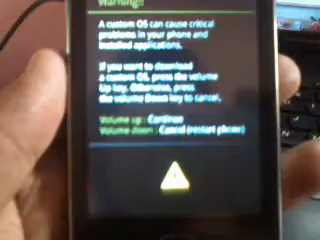 Warning!!
A custom OS can cause critical
problems in your phone and
installed applications.
If you want to download
a custom OS, press the volume
Up key. Otherwise, press
the volume Down key to cancel.
Volume up : Continue
Volume down : Cancel (restart phone)